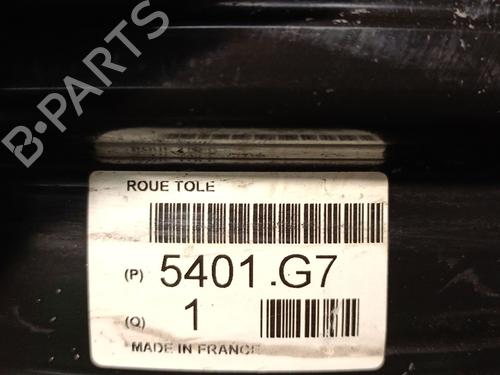 B·PARTS
ROUE TOLE
(P) 5401.G7
(Q) 1
MADE IN FRANCE